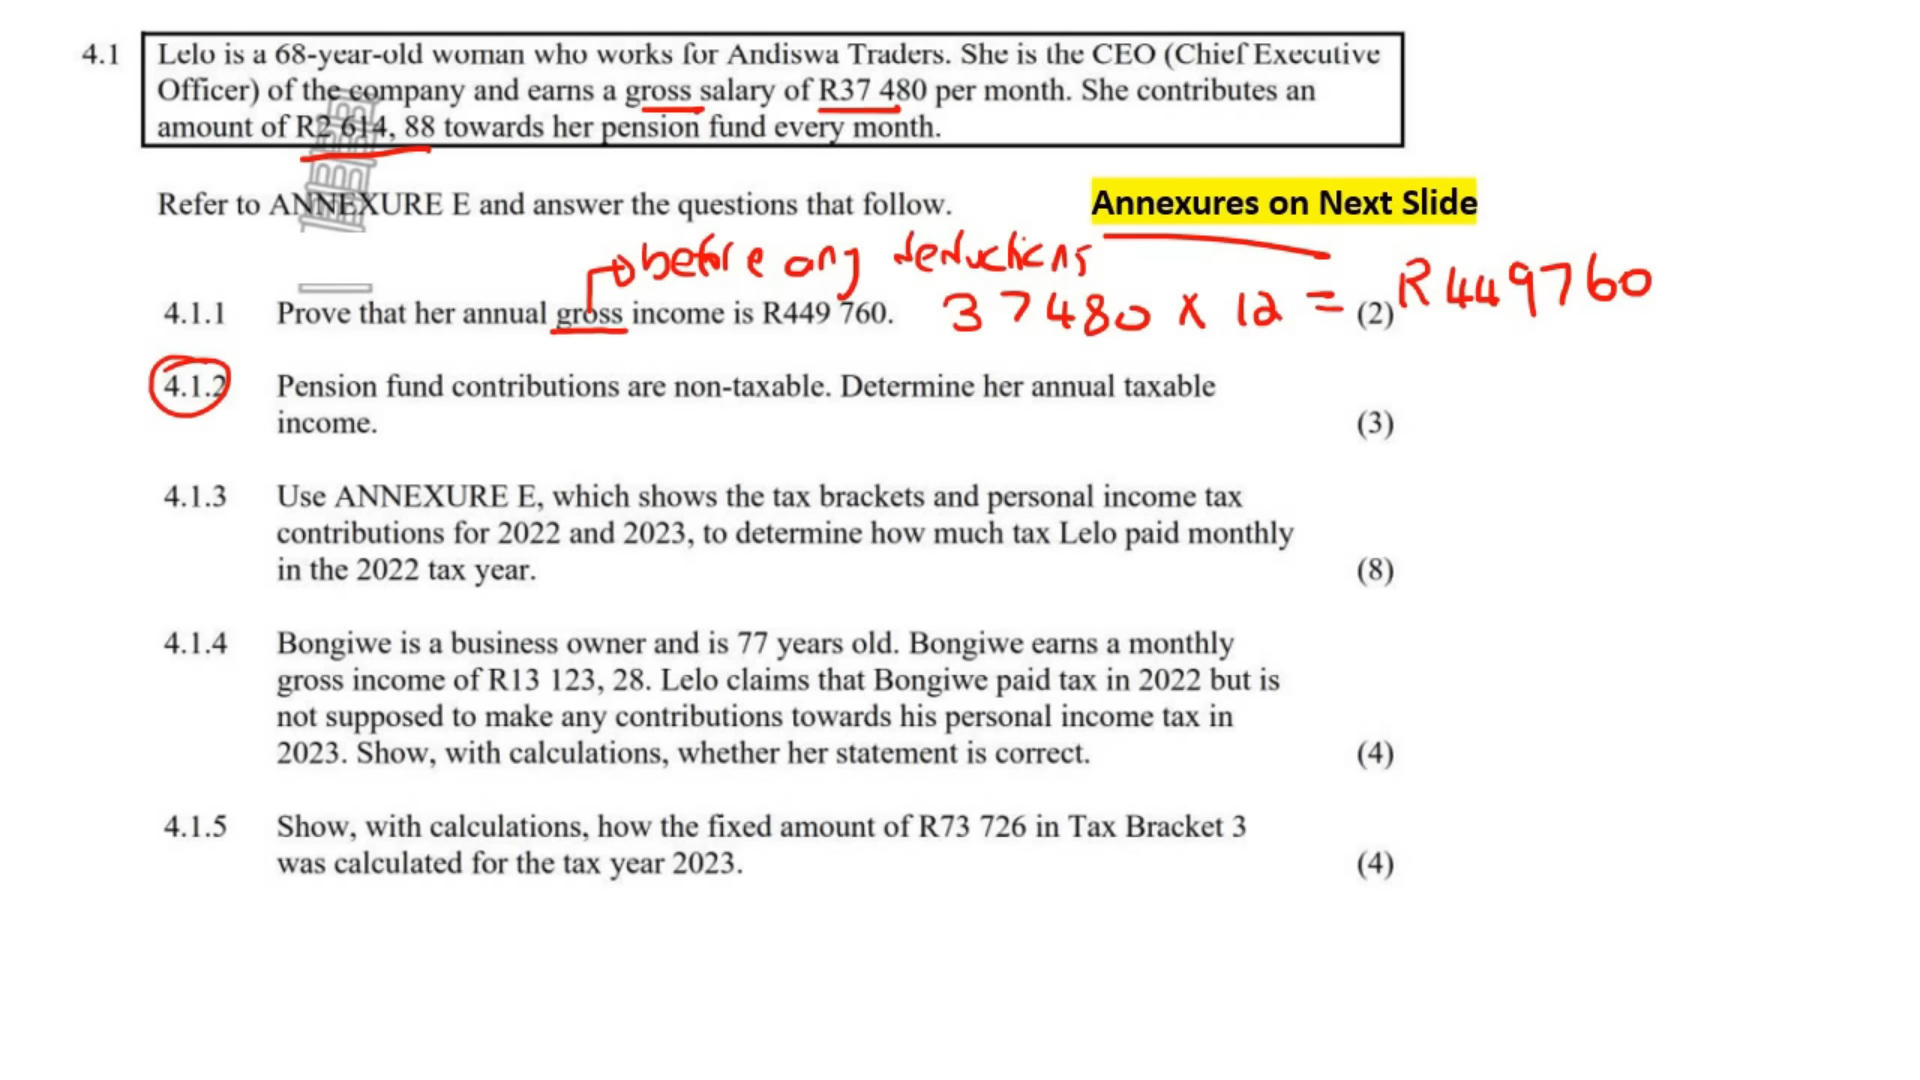 4.1 Lelo is a 68-year-old woman who works for Andiswa Traders. She is the CEO (Chief Executive
Officer) of the company and earns a gross salary of R37 480 per month. She contributes an
amount of R2 614, 88 towards her pension fund every month.
Refer to ANNEXURE E and answer the questions that follow.
Annexures on Next Slide
before any deductions
4.1.1 Prove that her annual gross income is R449 760. (2)
37480 x 12 = R449760
4.1.2 Pension fund contributions are non-taxable. Determine her annual taxable
income. (3)
4.1.3 Use ANNEXURE E, which shows the tax brackets and personal income tax
contributions for 2022 and 2023, to determine how much tax Lelo paid monthly
in the 2022 tax year. (8)
4.1.4 Bongiwe is a business owner and is 77 years old. Bongiwe earns a monthly
gross income of R13 123, 28. Lelo claims that Bongiwe paid tax in 2022 but is
not supposed to make any contributions towards his personal income tax in
2023. Show, with calculations, whether her statement is correct. (4)
4.1.5 Show, with calculations, how the fixed amount of R73 726 in Tax Bracket 3
was calculated for the tax year 2023. (4)